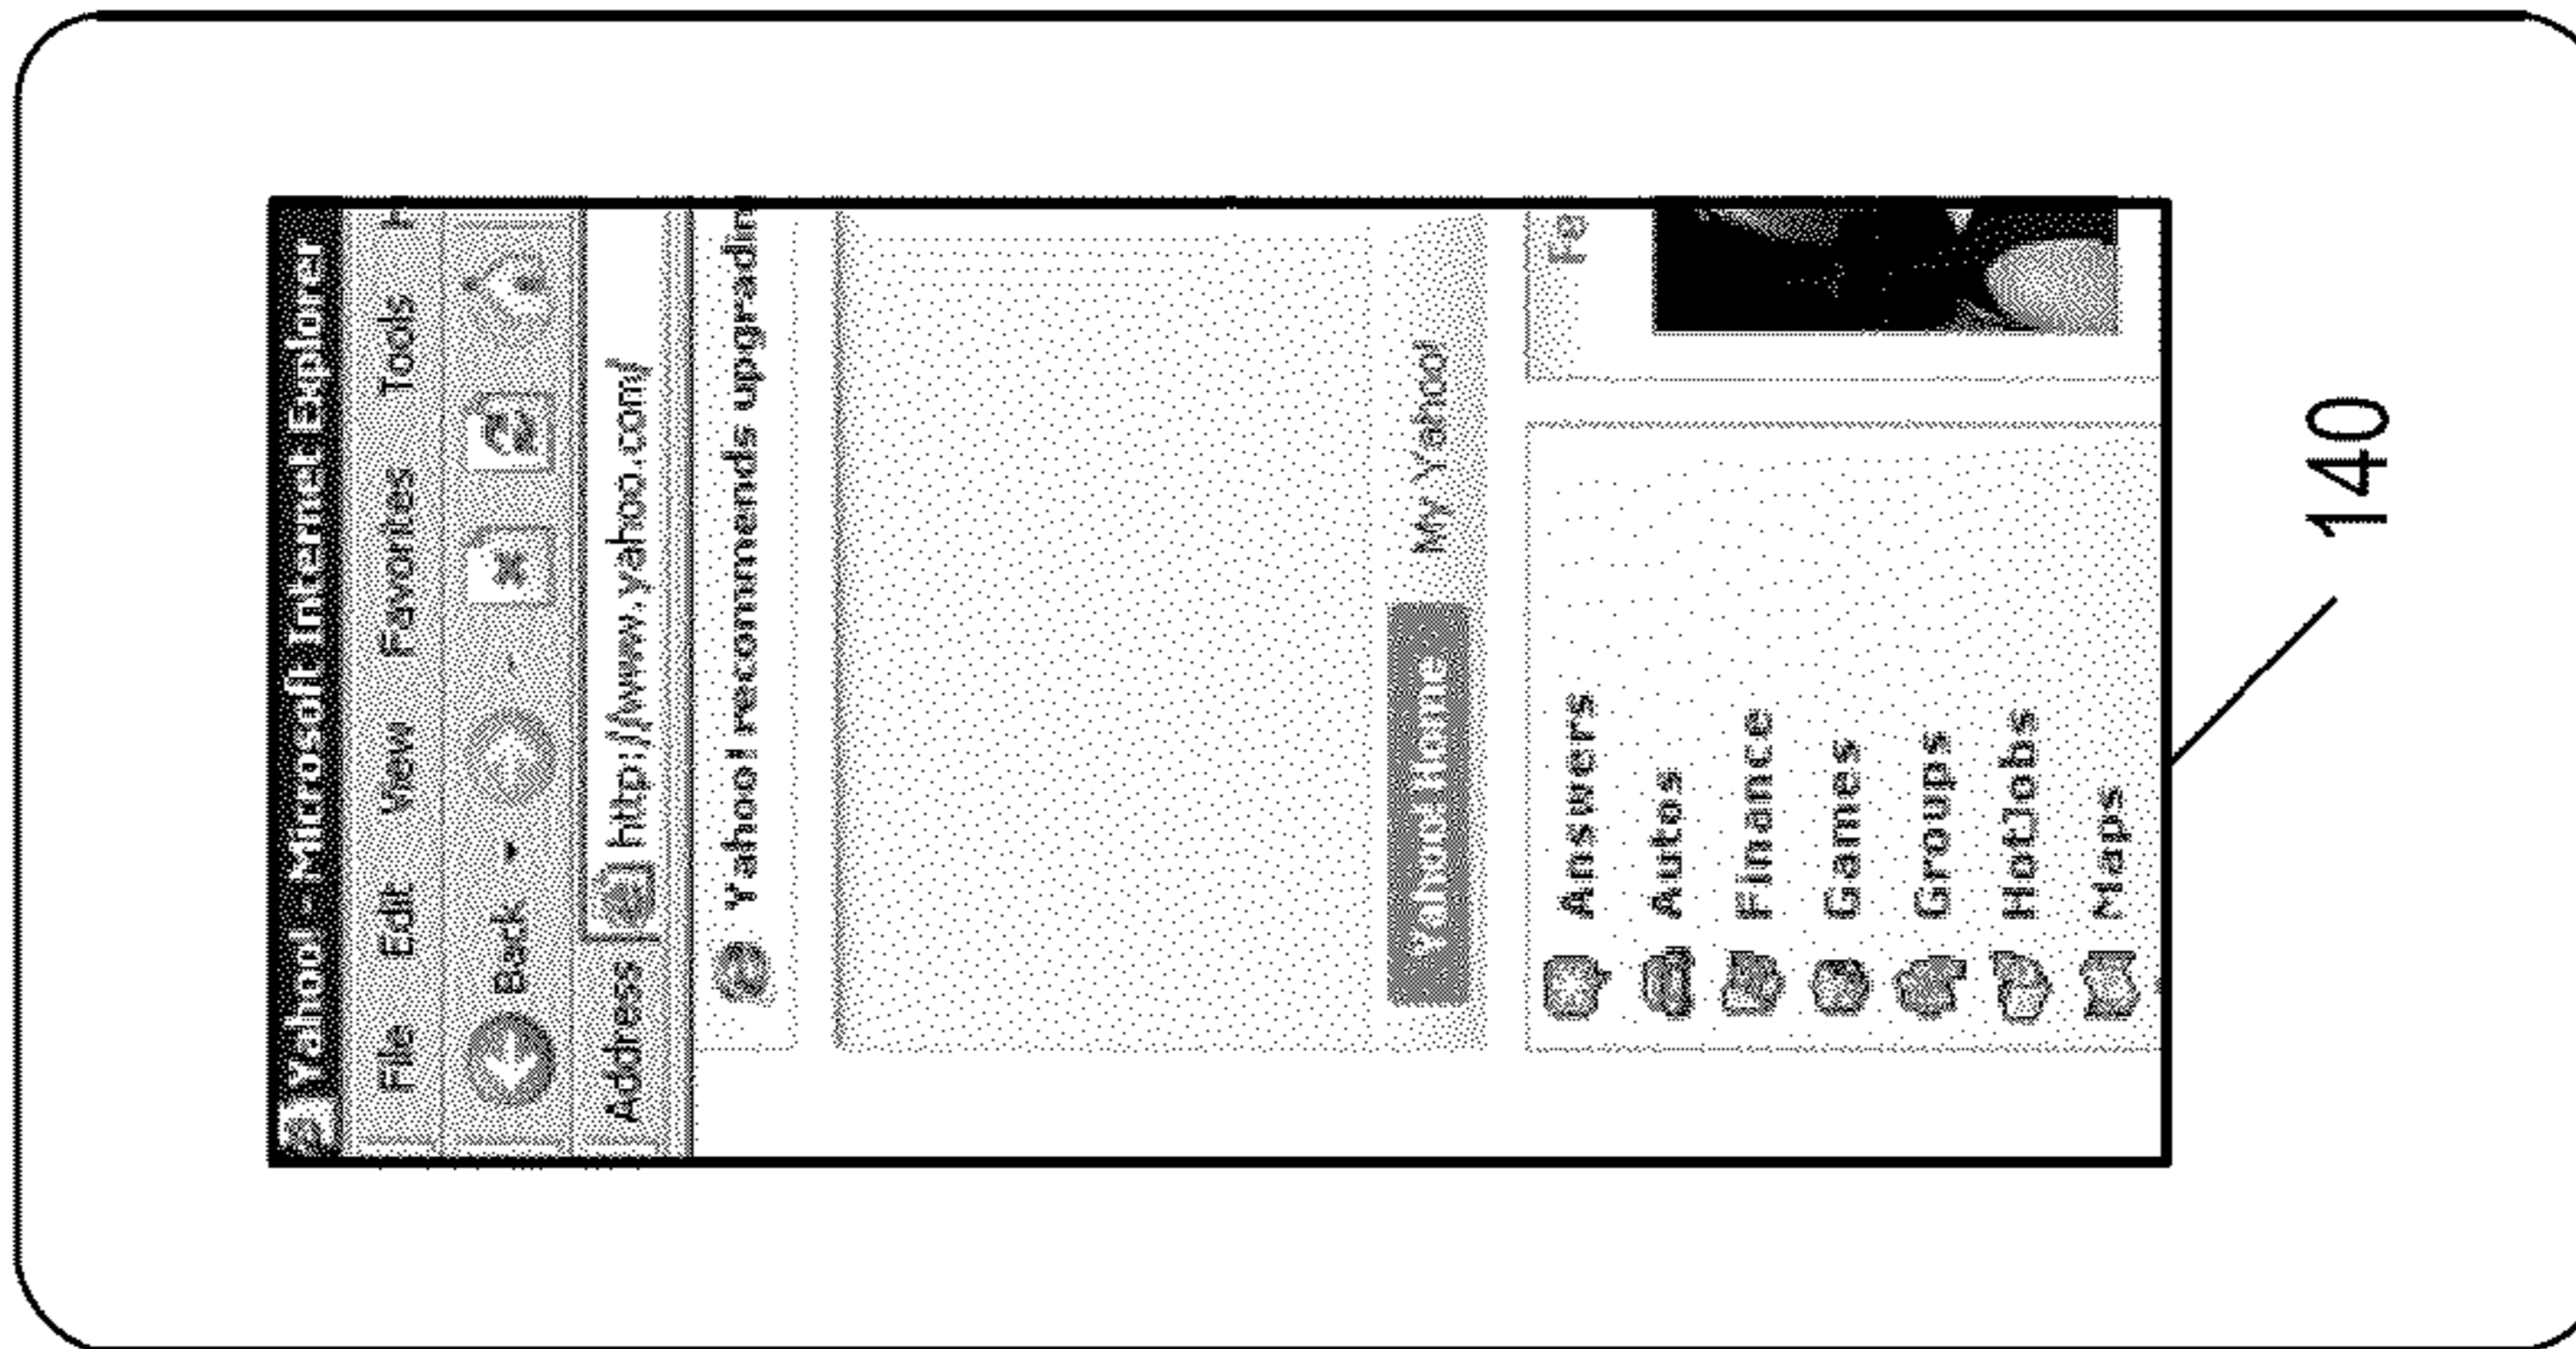 Yahoo! - Microsoft Internet Explorer
File Edit View Favorites Tools H
Back
Address http://www.yahoo.com/
Yahoo! recommends upgradin
Yahoo! Home My Yahoo!
Fe
Answers
Autos
Finance
Games
Groups
HotJobs
Maps
140